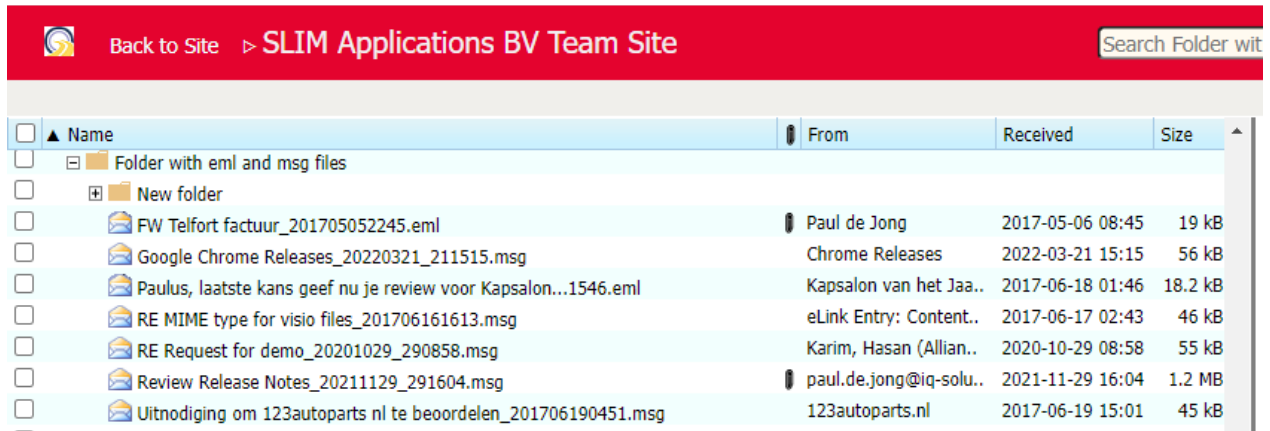 Back to Site ▹ SLIM Applications BV Team Site
Search Folder wit
▲ Name From Received Size
Folder with eml and msg files
New folder
FW Telfort factuur_201705052245.eml Paul de Jong 2017-05-06 08:45 19 kB
Google Chrome Releases_20220321_211515.msg Chrome Releases 2022-03-21 15:15 56 kB
Paulus, laatste kans geef nu je review voor Kapsalon...1546.eml Kapsalon van het Jaa.. 2017-06-18 01:46 18.2 kB
RE MIME type for visio files_201706161613.msg eLink Entry: Content.. 2017-06-17 02:43 46 kB
RE Request for demo_20201029_290858.msg Karim, Hasan (Allian.. 2020-10-29 08:58 55 kB
Review Release Notes_20211129_291604.msg paul.de.jong@iq-solu.. 2021-11-29 16:04 1.2 MB
Uitnodiging om 123autoparts nl te beoordelen_201706190451.msg 123autoparts.nl 2017-06-19 15:01 45 kB